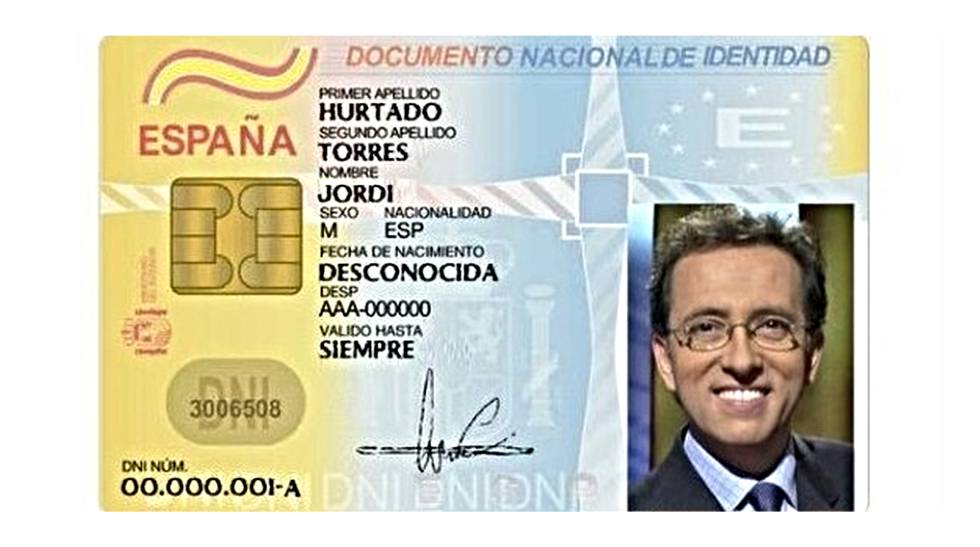 DOCUMENTO NACIONAL DE IDENTIDAD
ESPAÑA
PRIMER APELLIDO
HURTADO
SEGUNDO APELLIDO
TORRES
NOMBRE
JORDI
SEXO NACIONALIDAD
M ESP
FECHA DE NACIMIENTO
DESCONOCIDA
DESP
AAA-000000
VALIDO HASTA
SIEMPRE
E
DNI
3006508
DNI NÚM.
00.000.001-A
DNI DNI DNI DNI